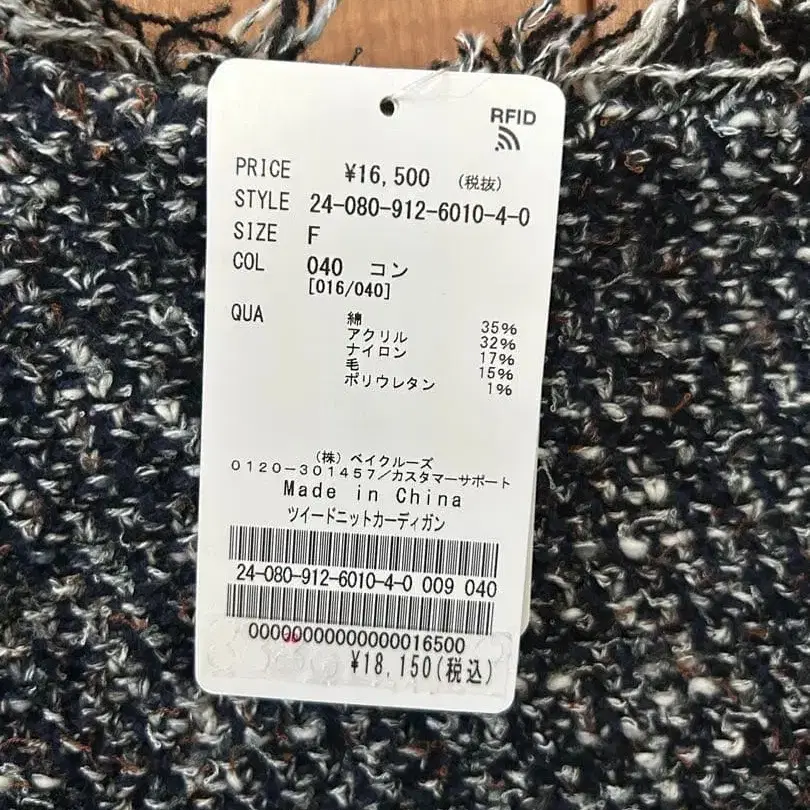 RFID
PRICE ¥16,500 (税抜)
STYLE 24-080-912-6010-4-0
SIZE F
COL 040 コン
[016/040]
QUA 綿 35%
アクリル 32%
ナイロン 17%
毛 15%
ポリウレタン 1%
(株)ベイクルーズ
0120-301457/カスタマーサポート
Made in China
ツイードニットカーディガン
24-080-912-6010-4-0 009 040
0000000000000016500
¥18,150(税込)